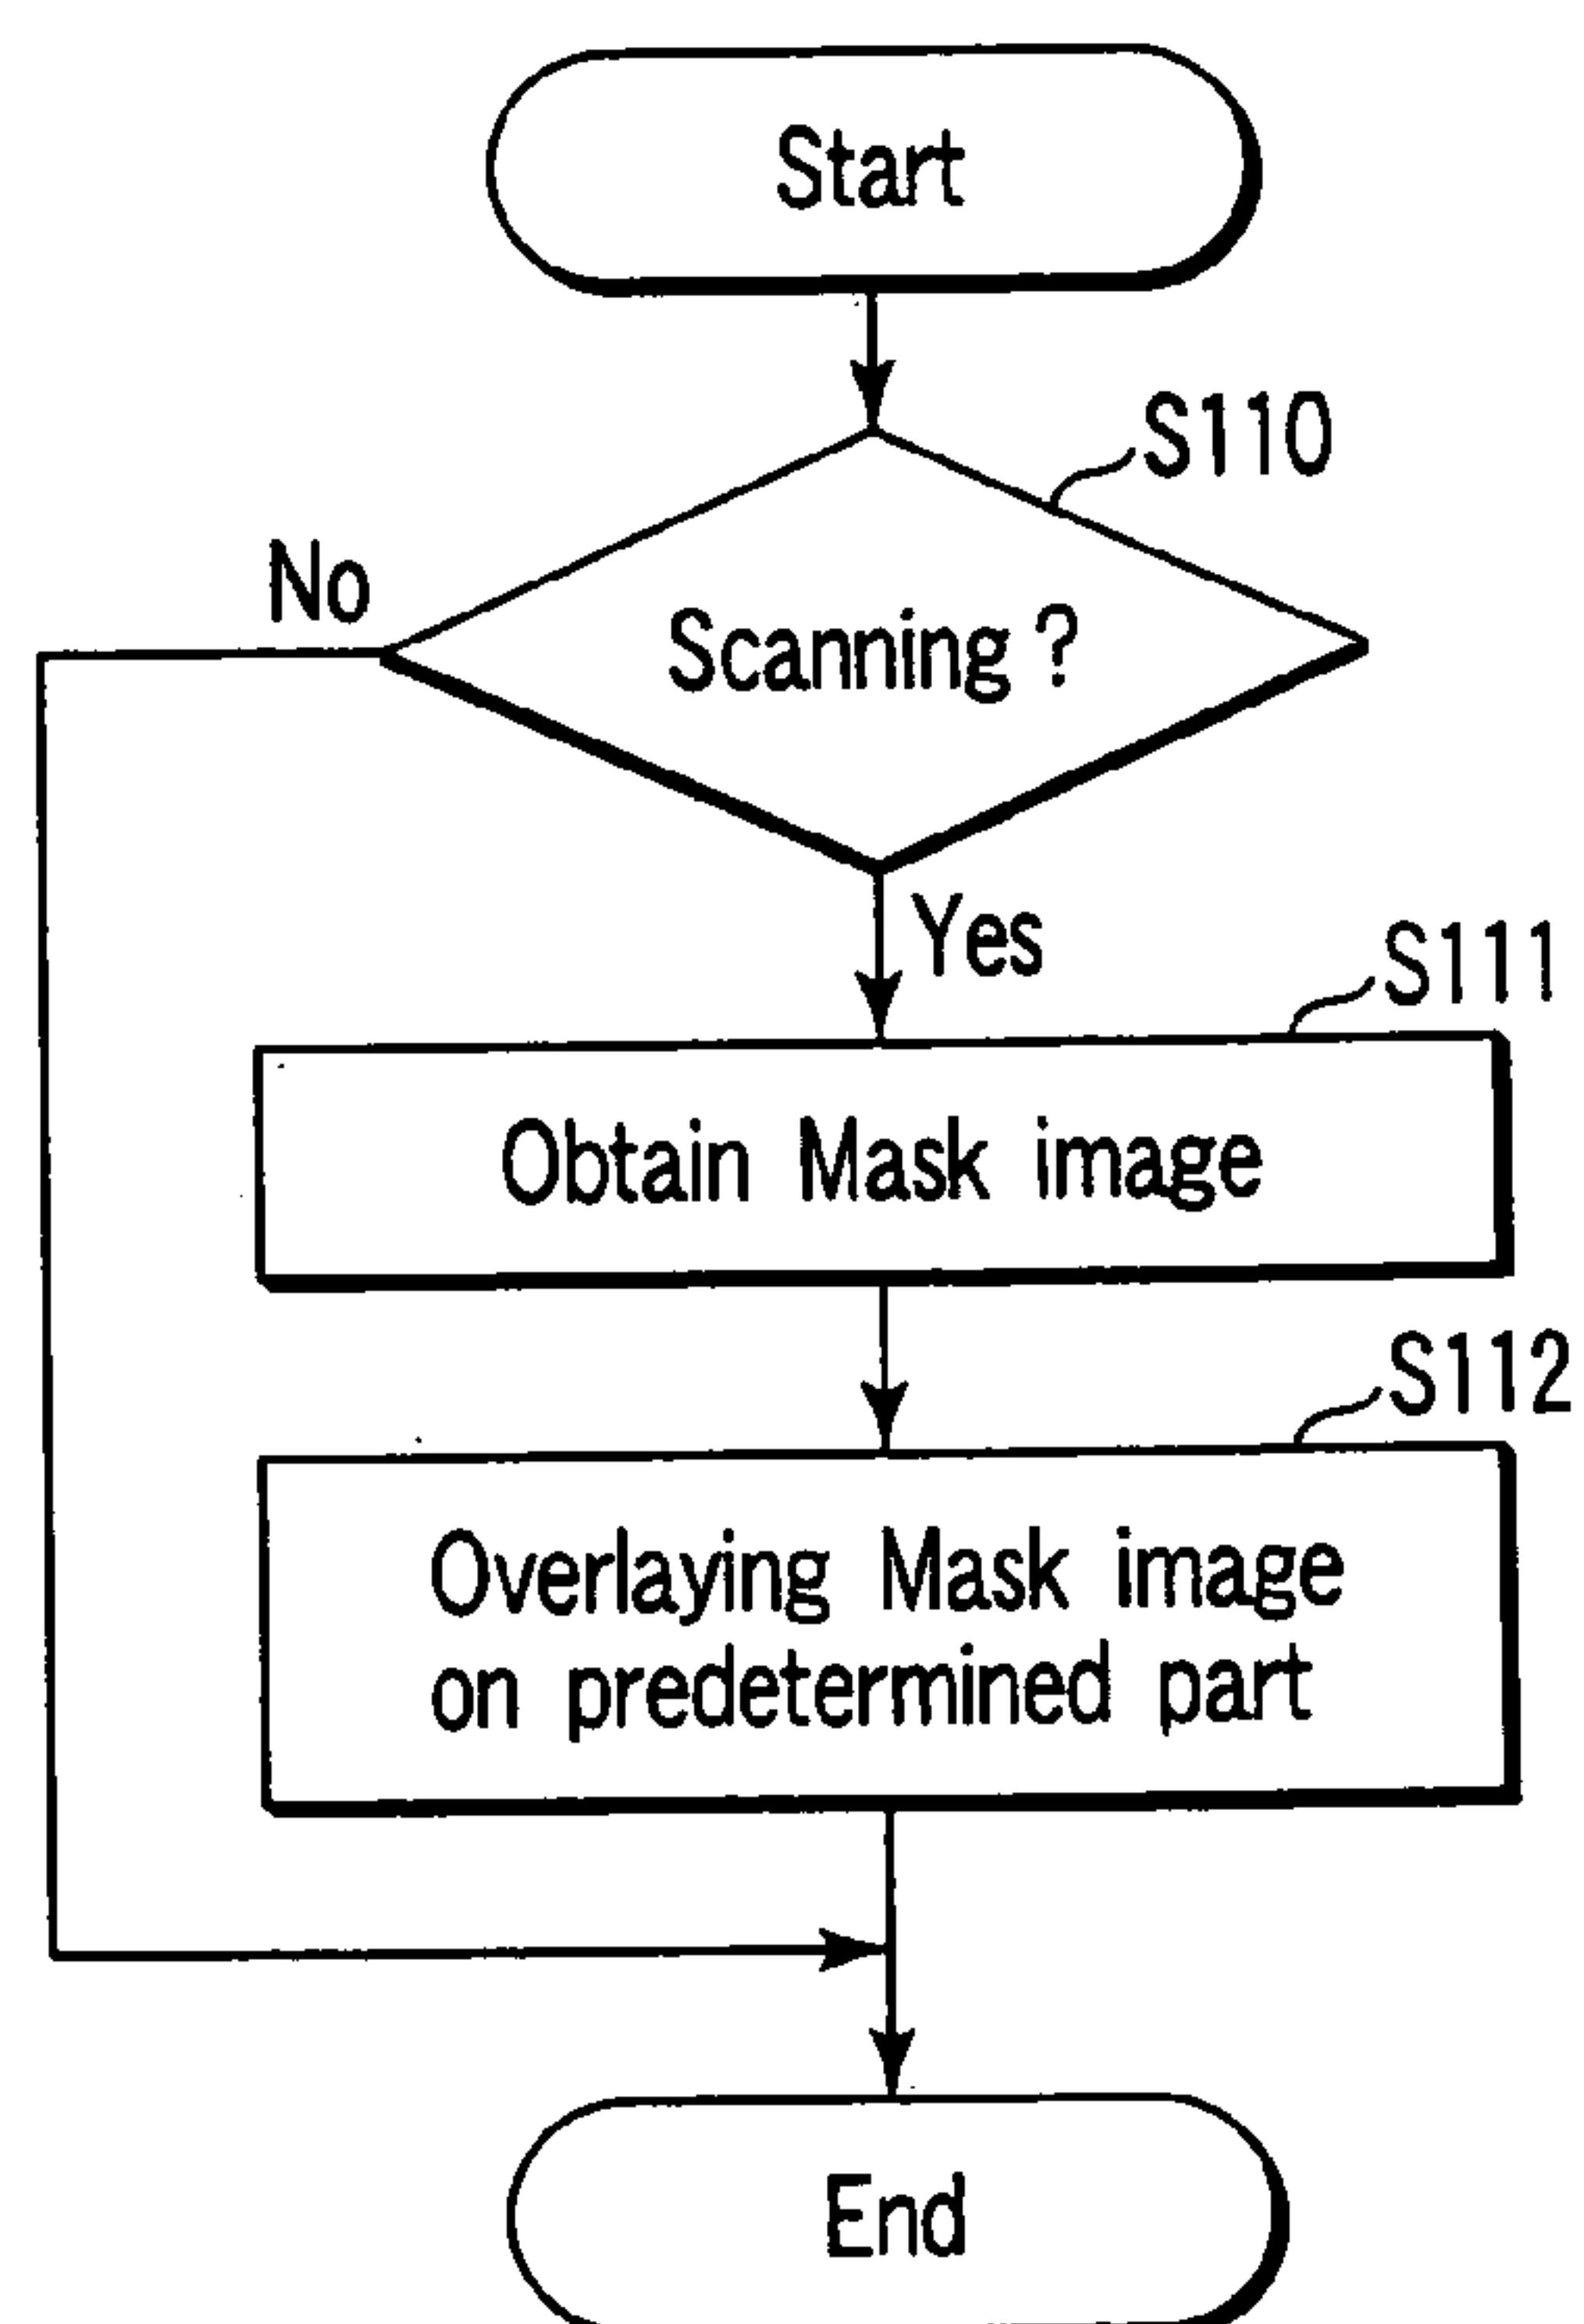 Start
S110
No
Scanning ?
Yes
S111
Obtain Mask image
S112
Overlaying Mask image
on predetermined part
End